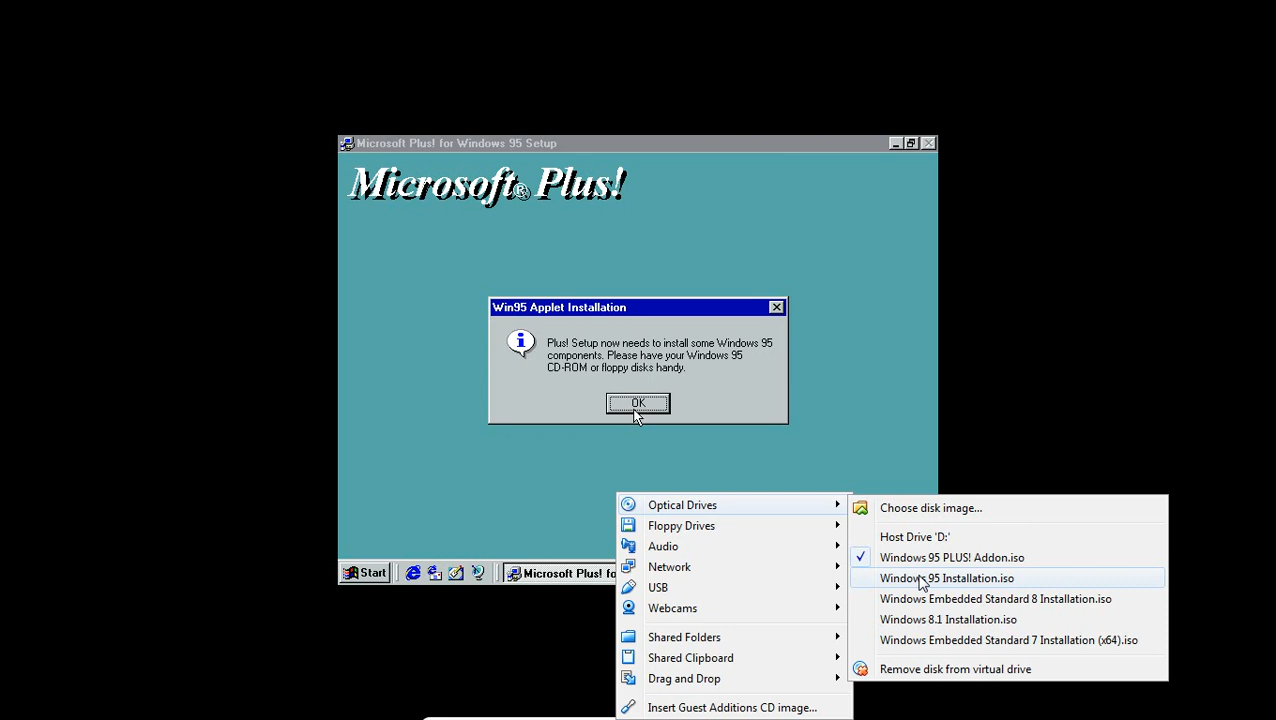 Microsoft Plus! for Windows 95 Setup
Microsoft® Plus!
Win95 Applet Installation
Plus! Setup now needs to install some Windows 95
components. Please have your Windows 95
CD-ROM or floppy disks handy.
OK
Optical Drives
Floppy Drives
Audio
Network
USB
Webcams
Shared Folders
Shared Clipboard
Drag and Drop
Insert Guest Additions CD image...
Choose disk image...
Host Drive 'D:'
Windows 95 PLUS! Addon.iso
Windows 95 Installation.iso
Windows Embedded Standard 8 Installation.iso
Windows 8.1 Installation.iso
Windows Embedded Standard 7 Installation (x64).iso
Remove disk from virtual drive
Start
Microsoft Plus! fo